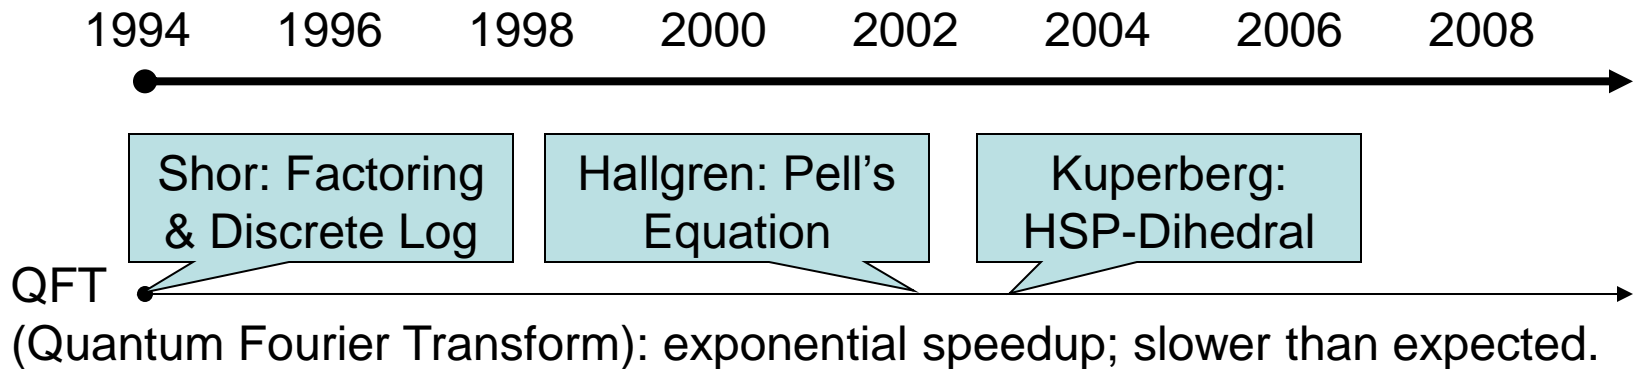 1994 1996 1998 2000 2002 2004 2006 2008
Shor: Factoring
& Discrete Log
Hallgren: Pell's
Equation
Kuperberg:
HSP-Dihedral
QFT
(Quantum Fourier Transform): exponential speedup; slower than expected.